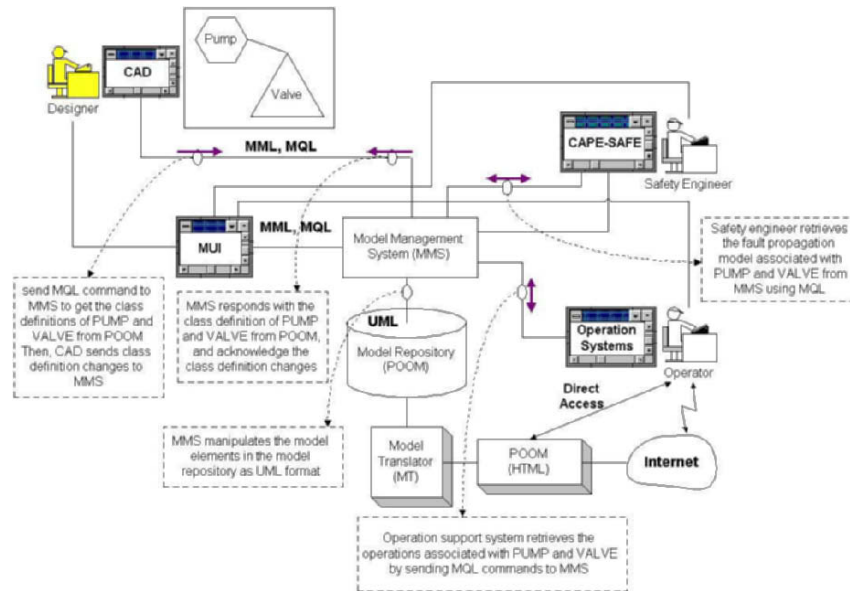 Pump
CAD
Valve
Designer
MML, MQL
CAPE-SAFE
Safety Engineer
MUI
MML, MQL
Model Management
System (MMS)
Safety engineer retrieves
the fault propagation
model associated with
PUMP and VALVE from
MMS using MQL
send MQL command to
MMS to get the class
definitions of PUMP and
VALVE from POOM
Then, CAD sends class
definition changes to
MMS
MMS responds with the
class definition of PUMP
and VALVE from POOM,
and acknowledge the
class definition changes
UML
Model Repository
(POOM)
Operation
Systems
Operator
Direct
Access
MMS manipulates the model
elements in the model
repository as UML format
Model
Translator
(MT)
POOM
(HTML)
Internet
Operation support system retrieves the
operations associated with PUMP and VALVE
by sending MQL commands to MMS